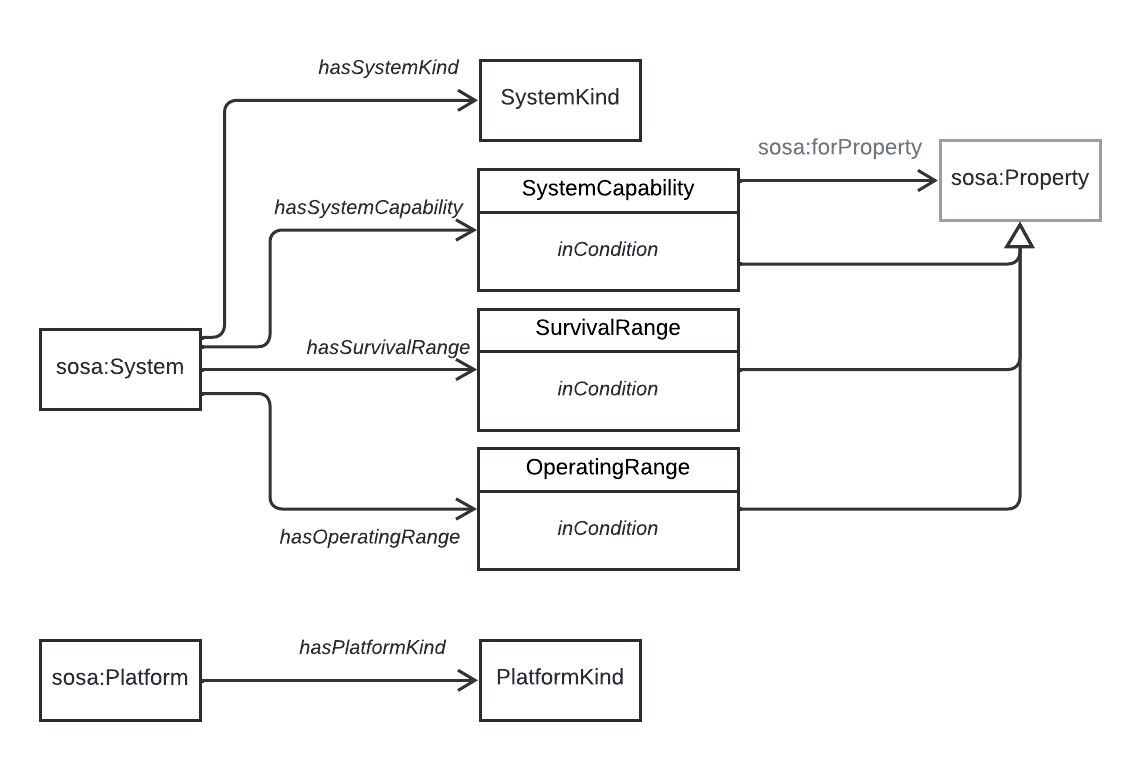 hasSystemKind
SystemKind
sosa:forProperty
sosa:Property
SystemCapability
hasSystemCapability
inCondition
SurvivalRange
hasSurvivalRange
sosa:System
inCondition
OperatingRange
inCondition
hasOperatingRange
hasPlatformKind
sosa:Platform
PlatformKind